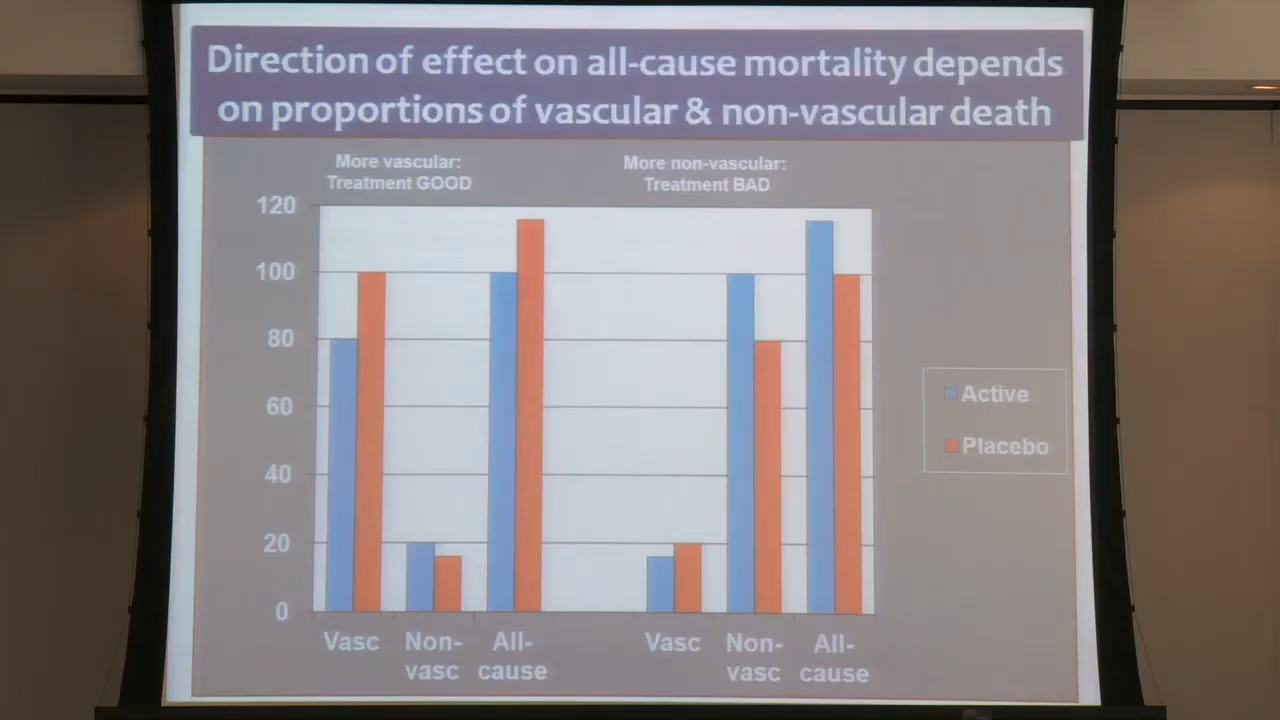 Direction of effect on all-cause mortality depends
on proportions of vascular & non-vascular death
More vascular:
Treatment GOOD
More non-vascular:
Treatment BAD
120
100
80
60
40
20
0
Vasc
Non-
vasc
All-
cause
Vasc
Non-
vasc
All-
cause
Active
Placebo